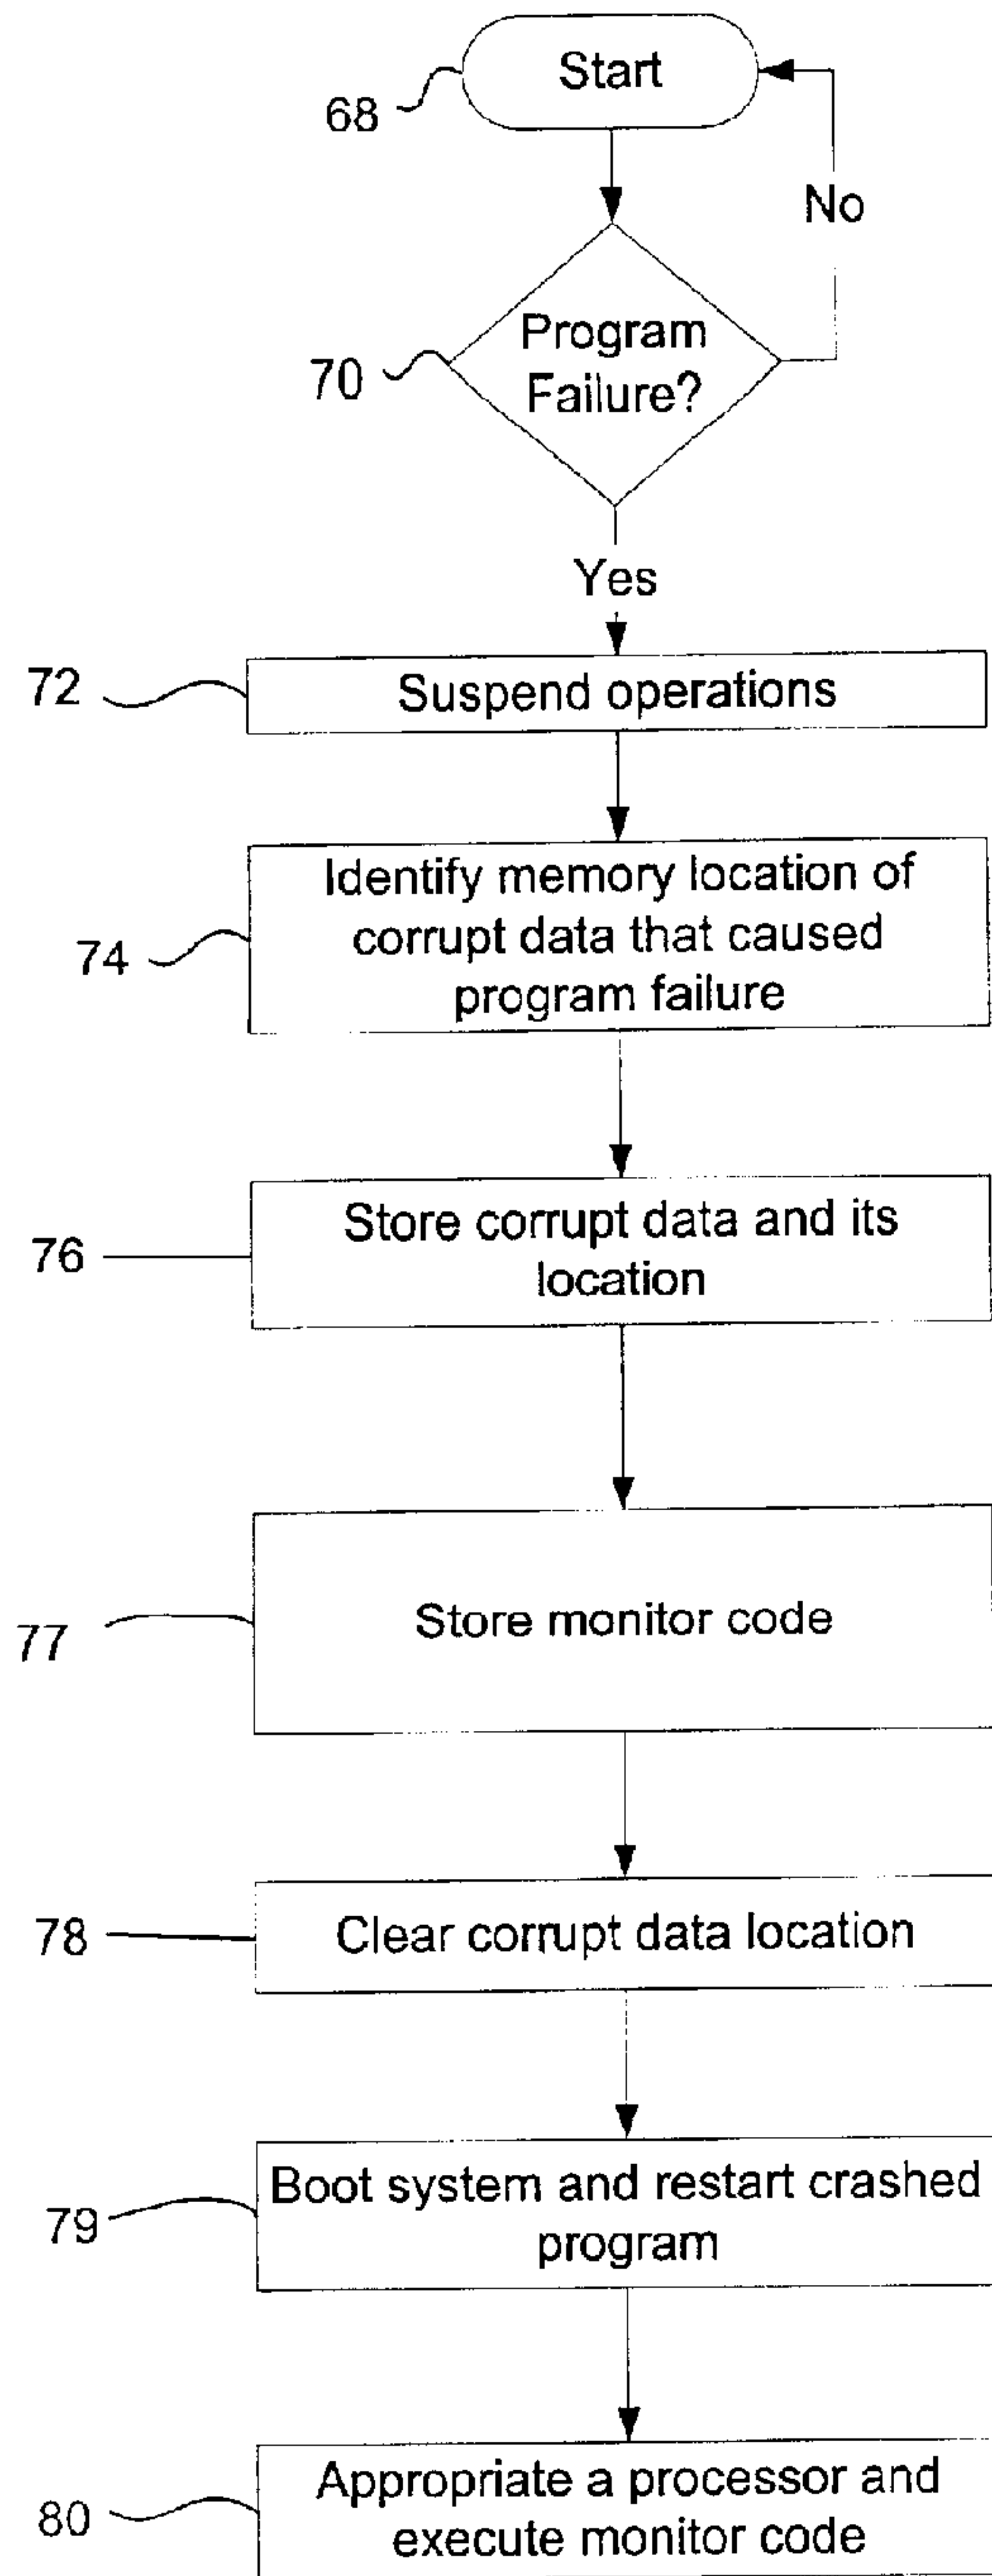 Start
68
No
Program
Failure?
70
Yes
72
Suspend operations
Identify memory location of
corrupt data that caused
program failure
74
Store corrupt data and its
location
76
Store monitor code
77
Clear corrupt data location
78
Boot system and restart crashed
program
79
Appropriate a processor and
execute monitor code
80